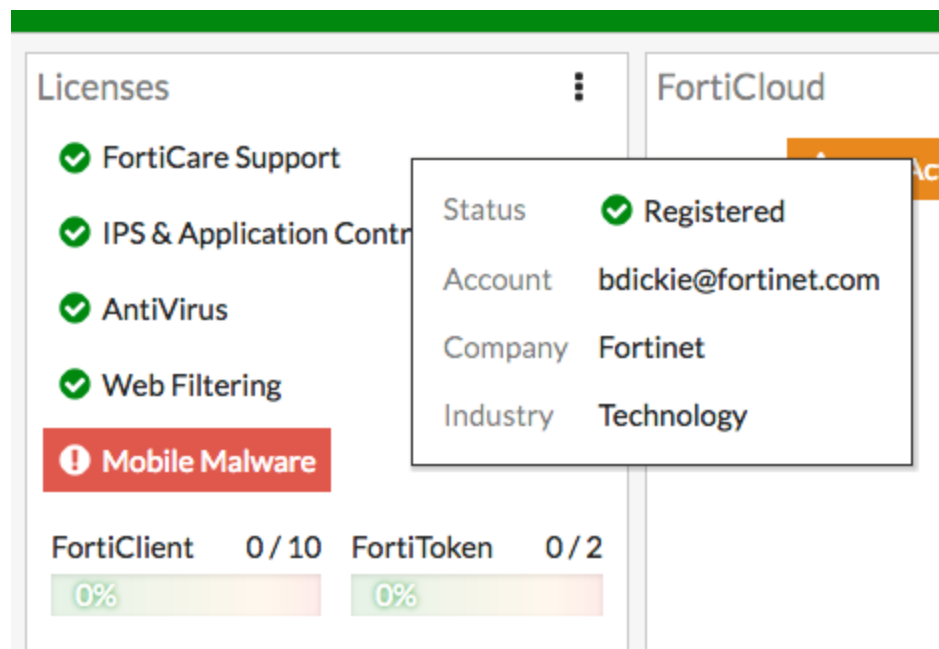 Licenses
FortiCloud
FortiCare Support
IPS & Application Contr
AntiVirus
Web Filtering
Mobile Malware
Status Registered
Account bdickie@fortinet.com
Company Fortinet
Industry Technology
FortiClient 0 / 10 FortiToken 0 / 2
0% 0%